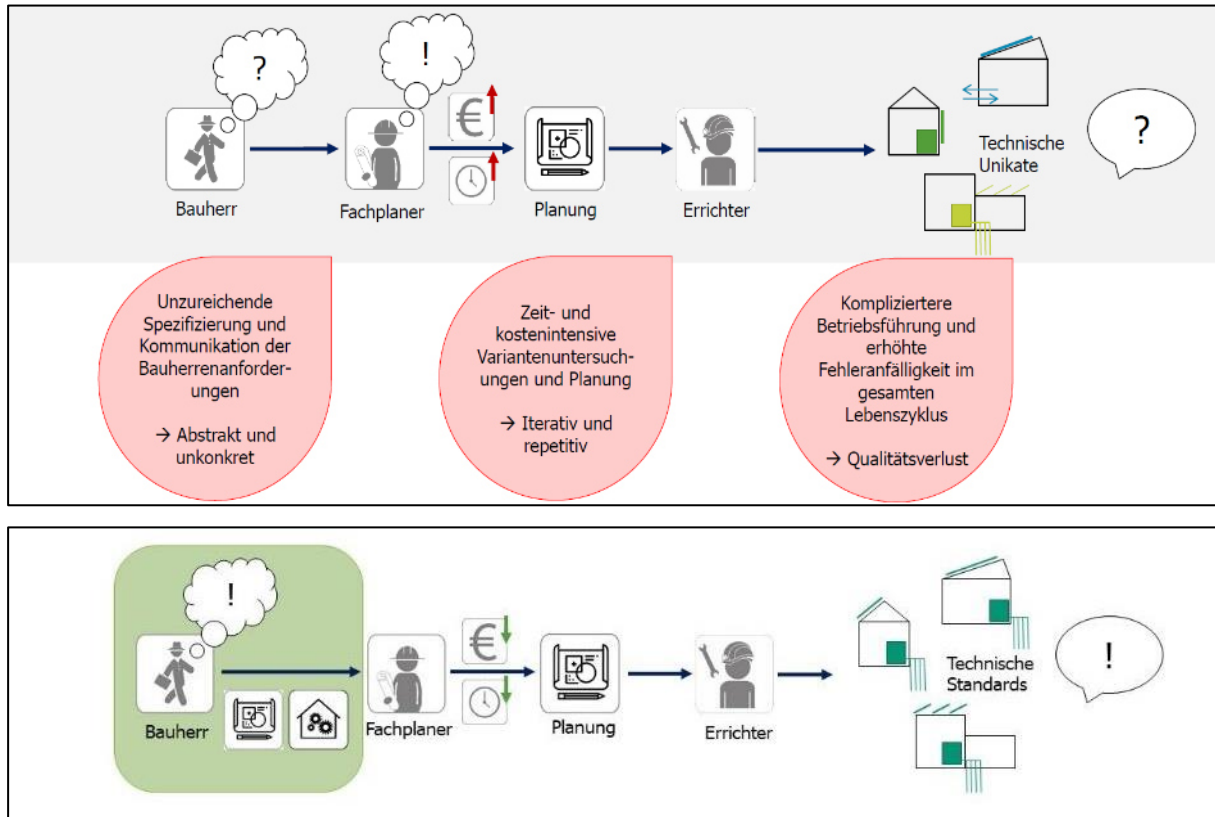 ?
!
€
Bauherr
Fachplaner
Planung
Errichter
Technische
Unikate
?
Unzureichende
Spezifizierung und
Kommunikation der
Bauherrenanforder-
ungen
→ Abstrakt und
unkonkret
Zeit- und
kostenintensive
Variantenuntersuch-
ungen und Planung
→ Iterativ und
repetitiv
Kompliziertere
Betriebsführung und
erhöhte
Fehleranfälligkeit im
gesamten
Lebenszyklus
→ Qualitätsverlust
!
€
Bauherr
Fachplaner
Planung
Errichter
Technische
Standards
!